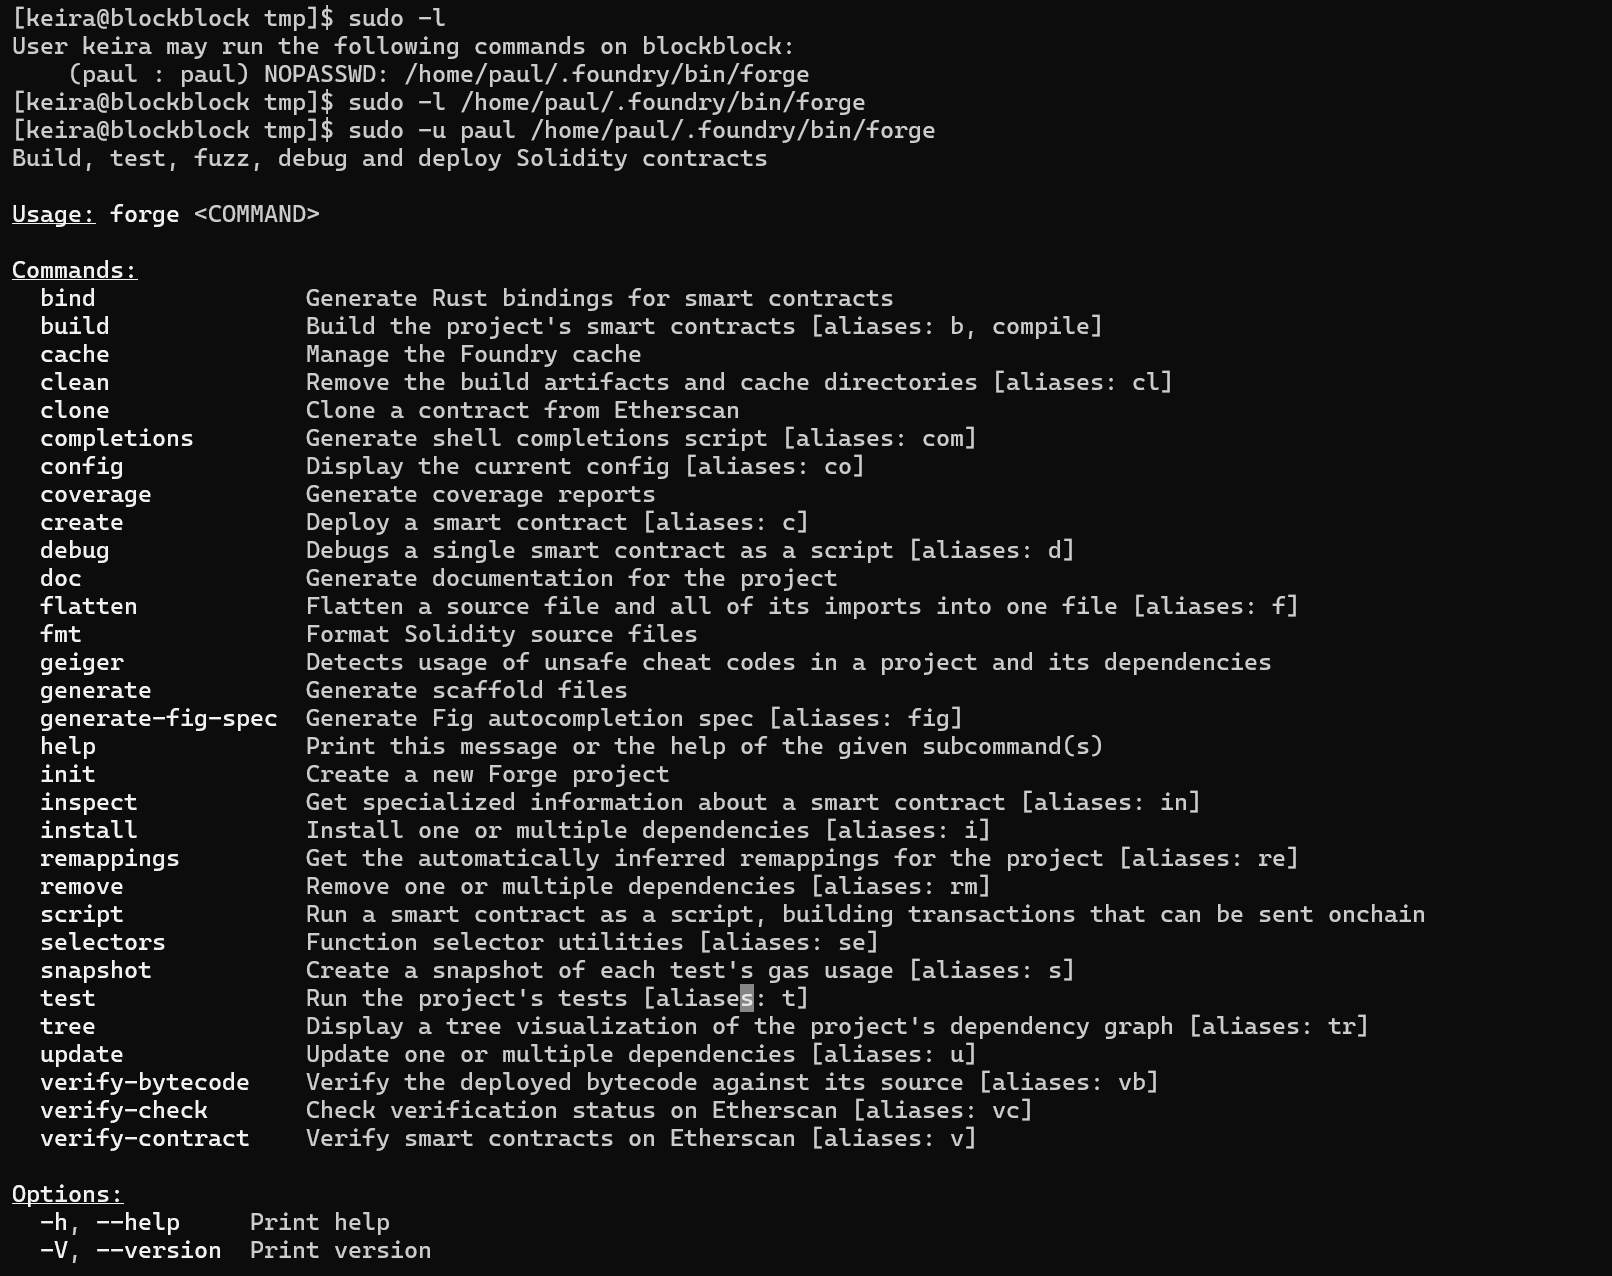 [keira@blockblock tmp]$ sudo -l
User keira may run the following commands on blockblock:
    (paul : paul) NOPASSWD: /home/paul/.foundry/bin/forge
[keira@blockblock tmp]$ sudo -l /home/paul/.foundry/bin/forge
[keira@blockblock tmp]$ sudo -u paul /home/paul/.foundry/bin/forge
Build, test, fuzz, debug and deploy Solidity contracts

Usage: forge <COMMAND>

Commands:
  bind               Generate Rust bindings for smart contracts
  build              Build the project's smart contracts [aliases: b, compile]
  cache              Manage the Foundry cache
  clean              Remove the build artifacts and cache directories [aliases: cl]
  clone              Clone a contract from Etherscan
  completions        Generate shell completions script [aliases: com]
  config             Display the current config [aliases: co]
  coverage           Generate coverage reports
  create             Deploy a smart contract [aliases: c]
  debug              Debugs a single smart contract as a script [aliases: d]
  doc                Generate documentation for the project
  flatten            Flatten a source file and all of its imports into one file [aliases: f]
  fmt                Format Solidity source files
  geiger             Detects usage of unsafe cheat codes in a project and its dependencies
  generate           Generate scaffold files
  generate-fig-spec  Generate Fig autocompletion spec [aliases: fig]
  help               Print this message or the help of the given subcommand(s)
  init               Create a new Forge project
  inspect            Get specialized information about a smart contract [aliases: in]
  install            Install one or multiple dependencies [aliases: i]
  remappings         Get the automatically inferred remappings for the project [aliases: re]
  remove             Remove one or multiple dependencies [aliases: rm]
  script             Run a smart contract as a script, building transactions that can be sent onchain
  selectors          Function selector utilities [aliases: se]
  snapshot           Create a snapshot of each test's gas usage [aliases: s]
  test               Run the project's tests [aliases: t]
  tree               Display a tree visualization of the project's dependency graph [aliases: tr]
  update             Update one or multiple dependencies [aliases: u]
  verify-bytecode    Verify the deployed bytecode against its source [aliases: vb]
  verify-check       Check verification status on Etherscan [aliases: vc]
  verify-contract    Verify smart contracts on Etherscan [aliases: v]

Options:
  -h, --help     Print help
  -V, --version  Print version